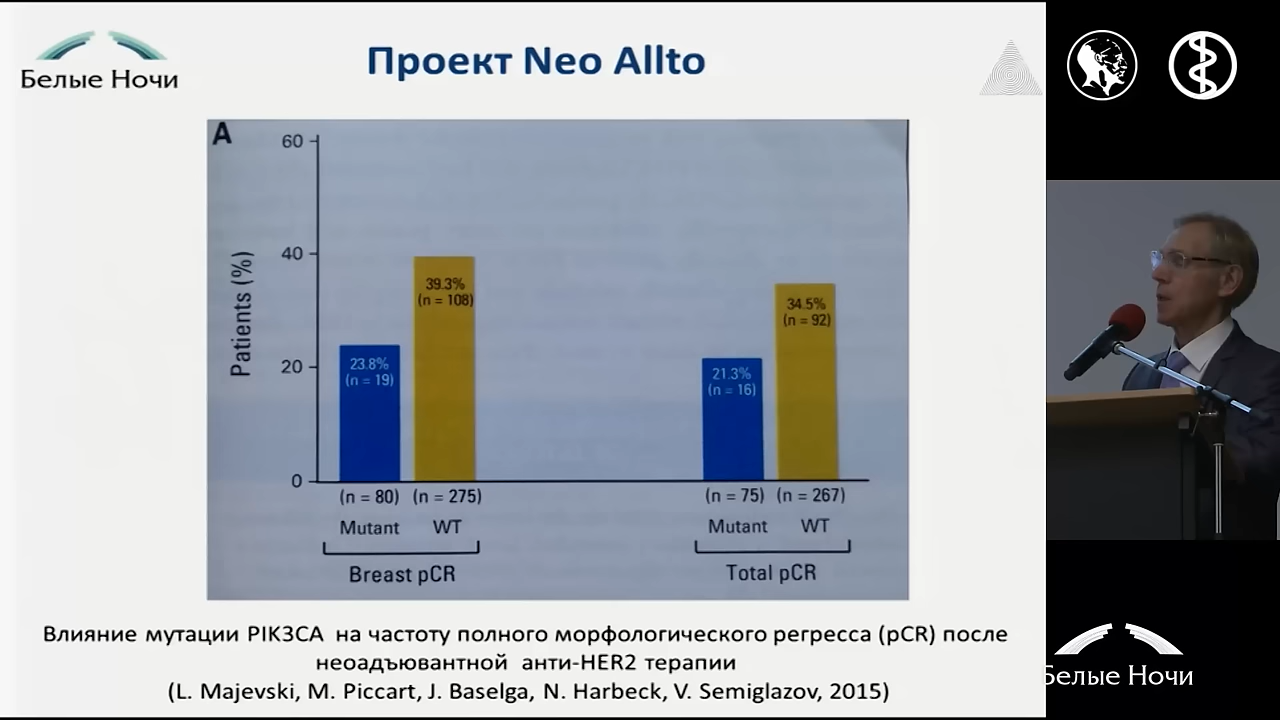 Белые Ночи
Проект Neo Allto
A
60
40
20
0
Patients (%)
23.8%
(n = 19)
39.3%
(n = 108)
21.3%
(n = 16)
34.5%
(n = 92)
(n = 80) (n = 275)
Mutant WT
Breast pCR
(n = 75) (n = 267)
Mutant WT
Total pCR
Влияние мутации PIK3CA на частоту полного морфологического регресса (pCR) после
неоадъювантной анти-HER2 терапии
(L. Majevski, M. Piccart, J. Baselga, N. Harbeck, V. Semiglazov, 2015)
Белые Ночи